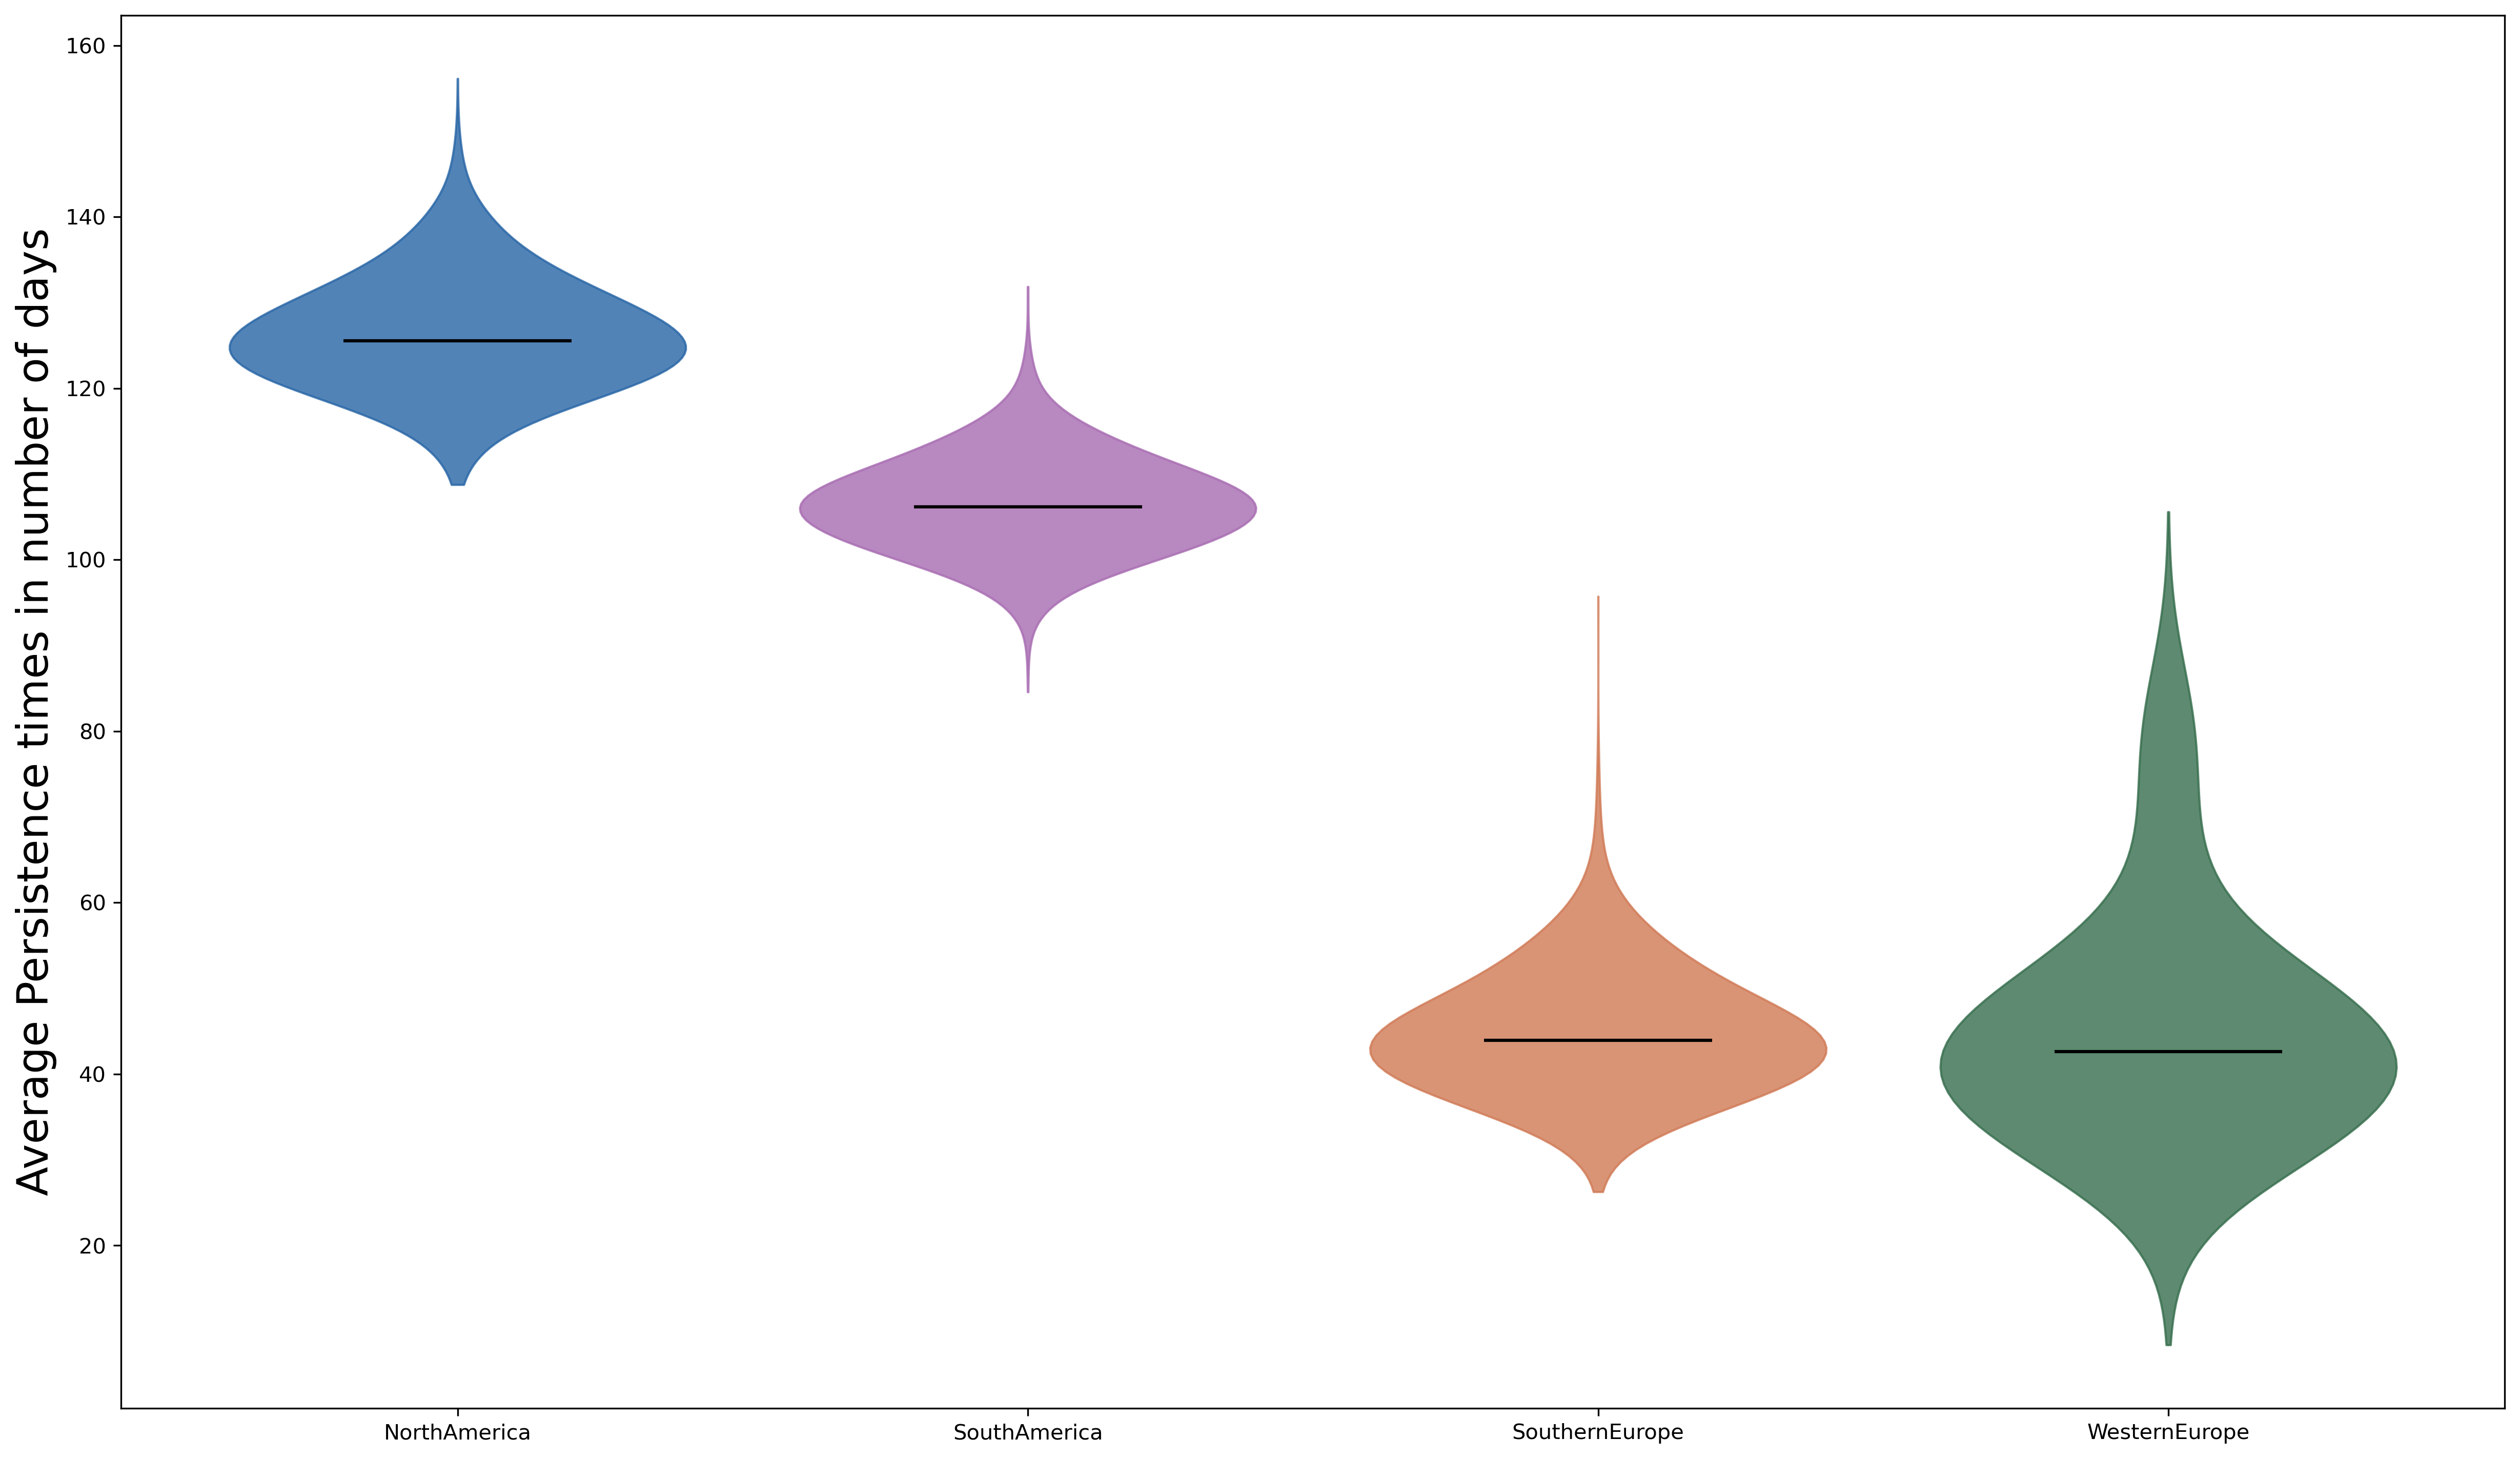 Average Persistence times in number of days
160
140
120
100
80
60
40
20
NorthAmerica
SouthAmerica
SouthernEurope
WesternEurope